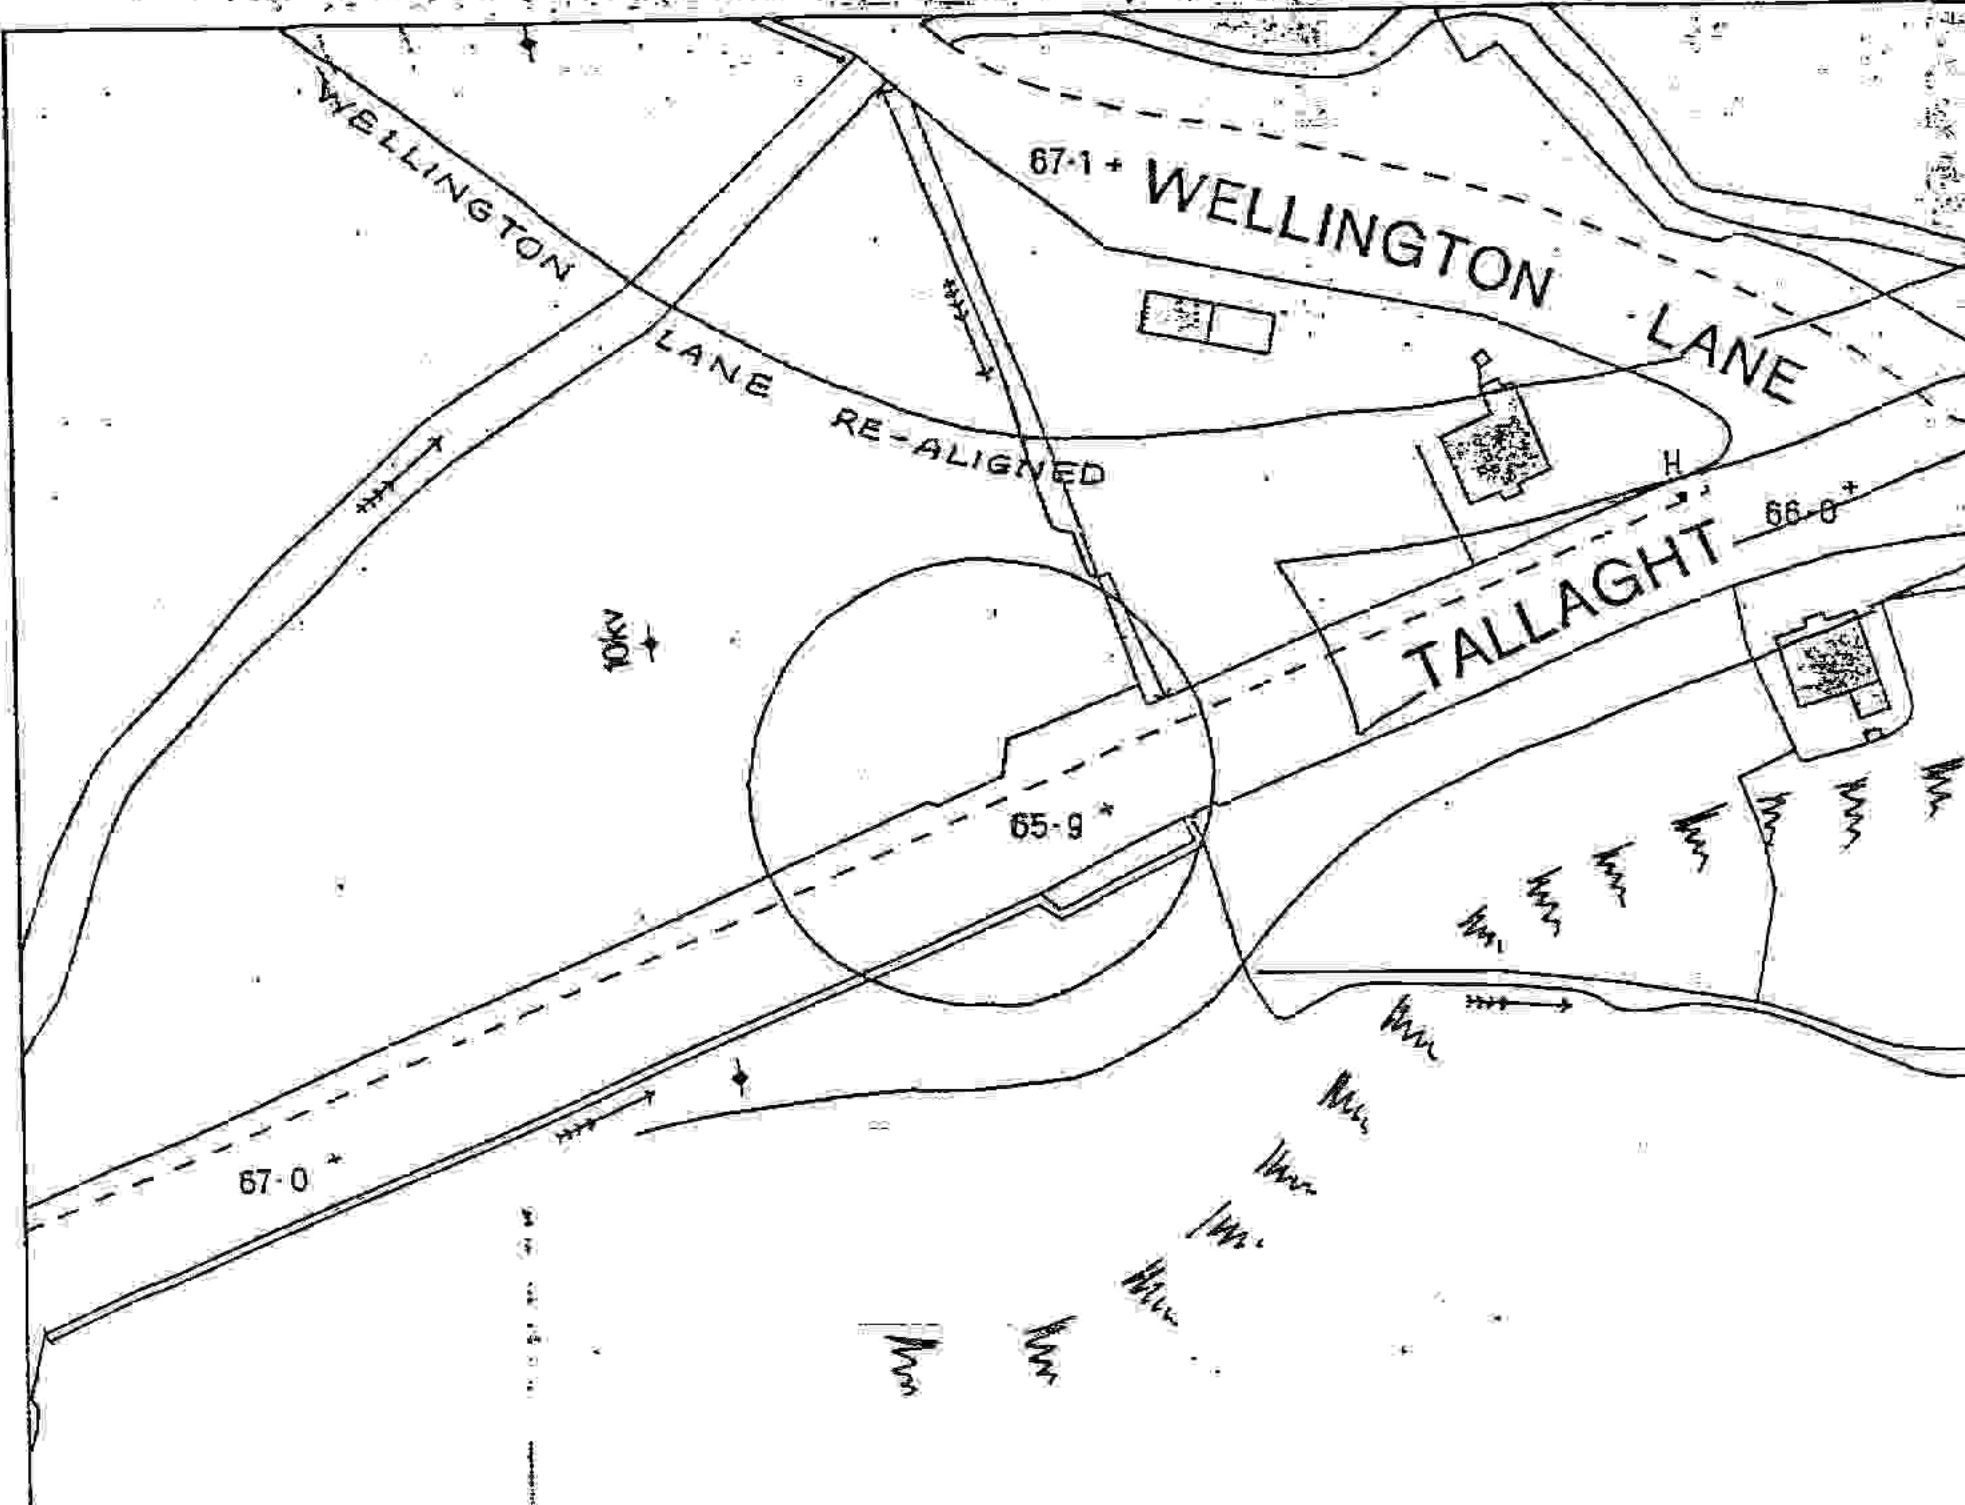 67·1 +
WELLINGTON LANE
WELLINGTON LANE RE-ALIGNED
H
66·0 +
TALLAGHT
10kv
65·9 +
67·0 +